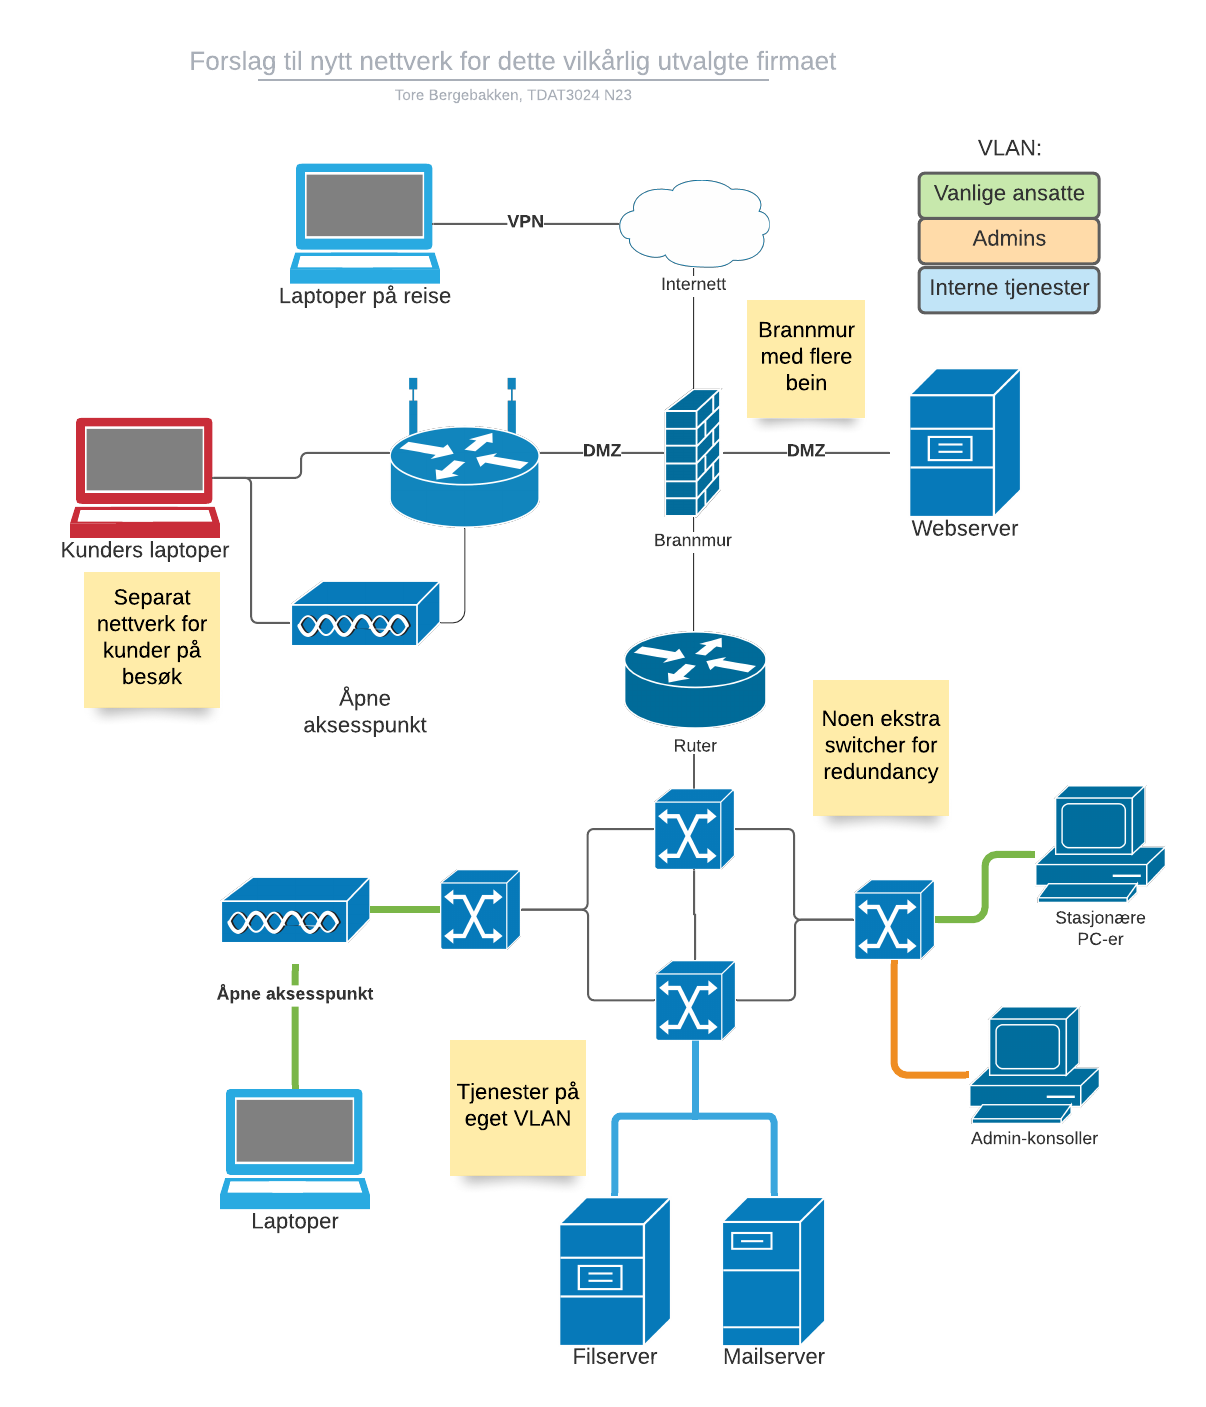 Forslag til nytt nettverk for dette vilkårlig utvalgte firmaet
Tore Bergebakken, TDAT3024 N23
VLAN:
Vanlige ansatte
Admins
Interne tjenester
VPN
Laptoper på reise
Internett
Brannmur
med flere
bein
DMZ
DMZ
Webserver
Brannmur
Kunders laptoper
Separat
nettverk for
kunder på
besøk
Åpne
aksesspunkt
Ruter
Noen ekstra
switcher for
redundancy
Stasjonære
PC-er
Åpne aksesspunkt
Tjenester på
eget VLAN
Admin-konsoller
Laptoper
Filserver
Mailserver